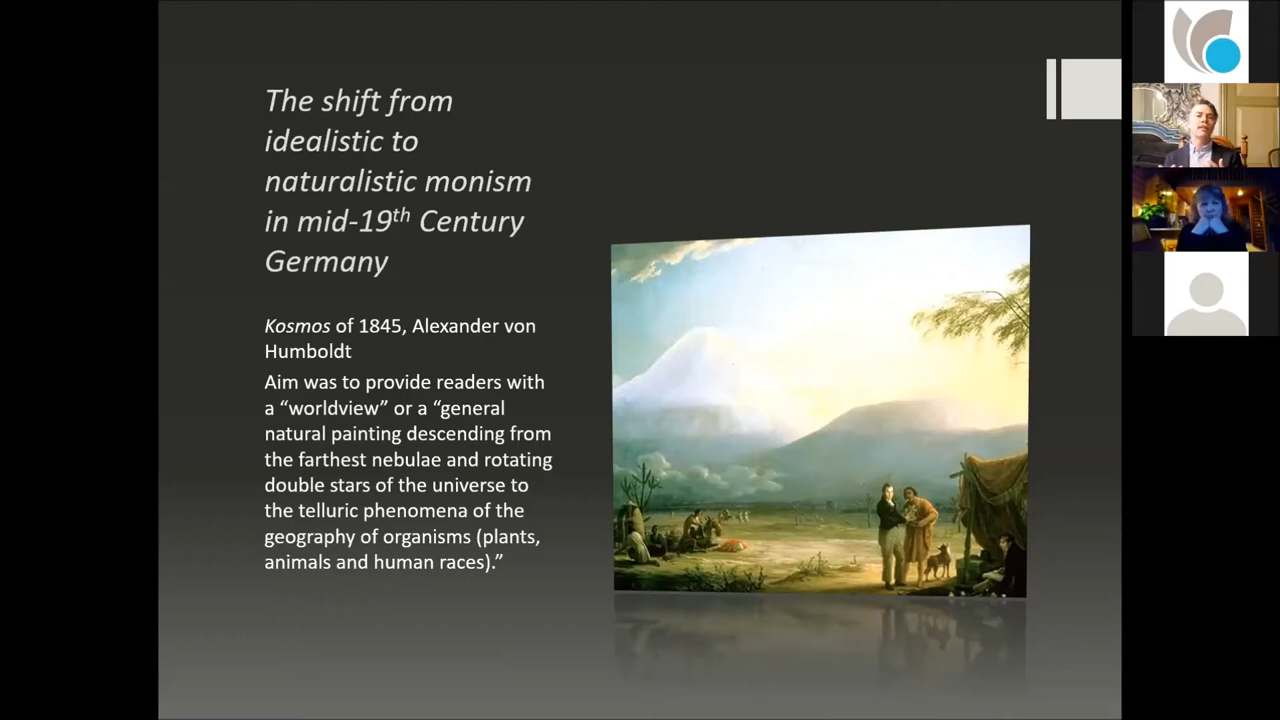 The shift from
idealistic to
naturalistic monism
in mid-19th Century
Germany
Kosmos of 1845, Alexander von
Humboldt
Aim was to provide readers with
a “worldview” or a “general
natural painting descending from
the farthest nebulae and rotating
double stars of the universe to
the telluric phenomena of the
geography of organisms (plants,
animals and human races).”